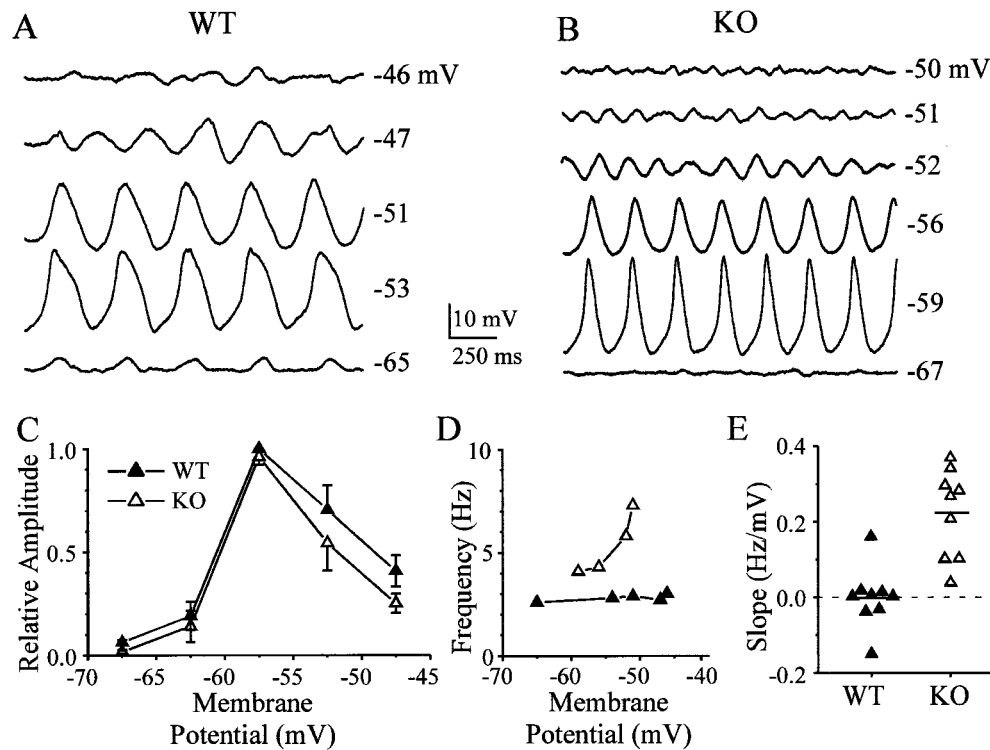 A WT
-46 mV
-47
-51
-53
-65
10 mV
250 ms
B KO
-50 mV
-51
-52
-56
-59
-67
C
Relative Amplitude
1.0
0.5
0.0
WT
KO
-70 -65 -60 -55 -50 -45
Membrane
Potential (mV)
D
Frequency (Hz)
10
5
0
-60 -50 -40
Membrane
Potential (mV)
E
Slope (Hz/mV)
0.4
0.2
0.0
-0.2
WT KO